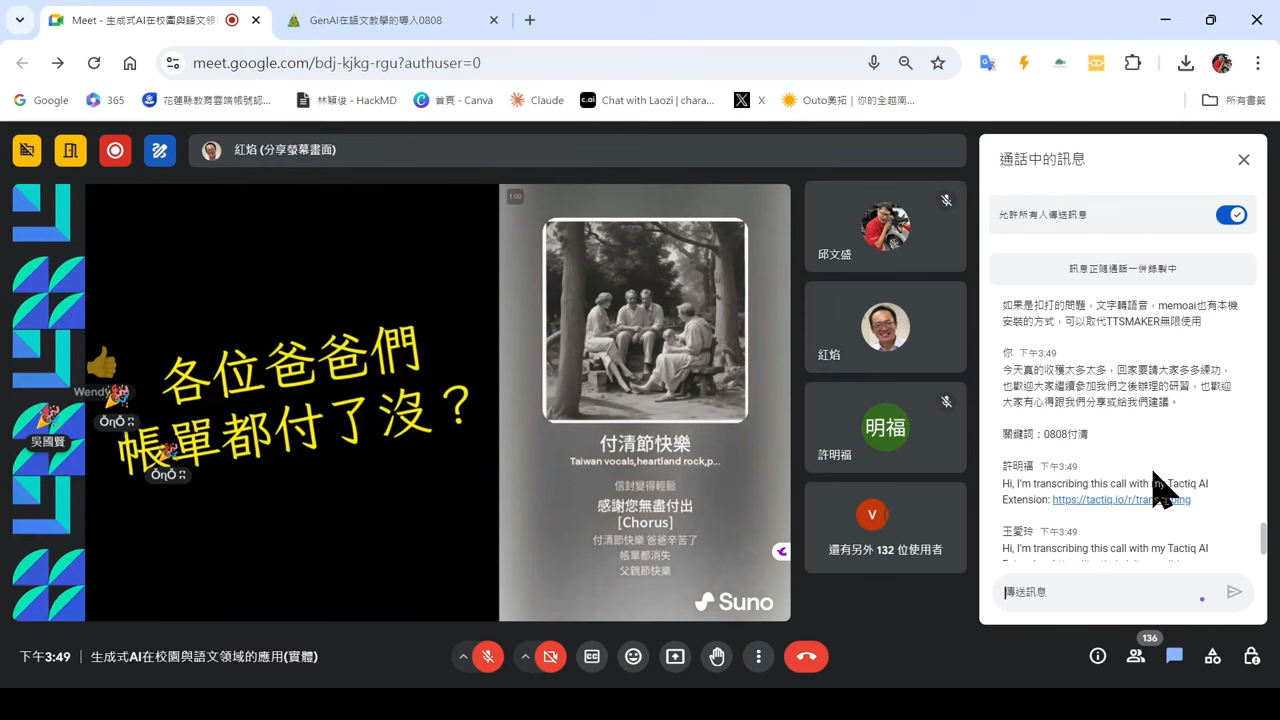 Meet - 生成式AI在校園與語文領
GenAI在語文教學的導入0808
meet.google.com/bdj-kjkg-rgu?authuser=0
Google
365
花蓮縣教育雲端帳號認...
林穎俊 - HackMD
首頁 - Canva
Claude
c.ai
Chat with Laozi | chara...
X
Outo奧拓 | 你的全越南...
所有書籤
紅焰 (分享螢幕畫面)
1:00
各位爸爸們
帳單都付了沒？
Wendy
ỎηỎ
吳國賢
ỎηỎ
付清節快樂
Taiwan vocals,heartland rock,p...
信封變得輕鬆
感謝您無盡付出
[Chorus]
付清節快樂 爸爸辛苦了
帳單都消失
父親節快樂
Suno
邱文盛
紅焰
明福
許明福
V
還有另外 132 位使用者
通話中的訊息
允許所有人傳送訊息
訊息正隨通話一併錄製中
如果是扣打的問題，文字轉語音，memoai也有本機
安裝的方式，可以取代TTSMAKER無限使用
你 下午3:49
今天真的收穫太多太多，回家要請大家多多練功，
也歡迎大家繼續參加我們之後辦理的研習，也歡迎
大家有心得跟我們分享或給我們建議。
關鍵詞：0808付清
許明福 下午3:49
Hi, I'm transcribing this call with my Tactiq AI
Extension: https://tactiq.io/r/transcribing
王愛玲 下午3:49
Hi, I'm transcribing this call with my Tactiq AI
傳送訊息
下午3:49 | 生成式AI在校園與語文領域的應用(實體)
136